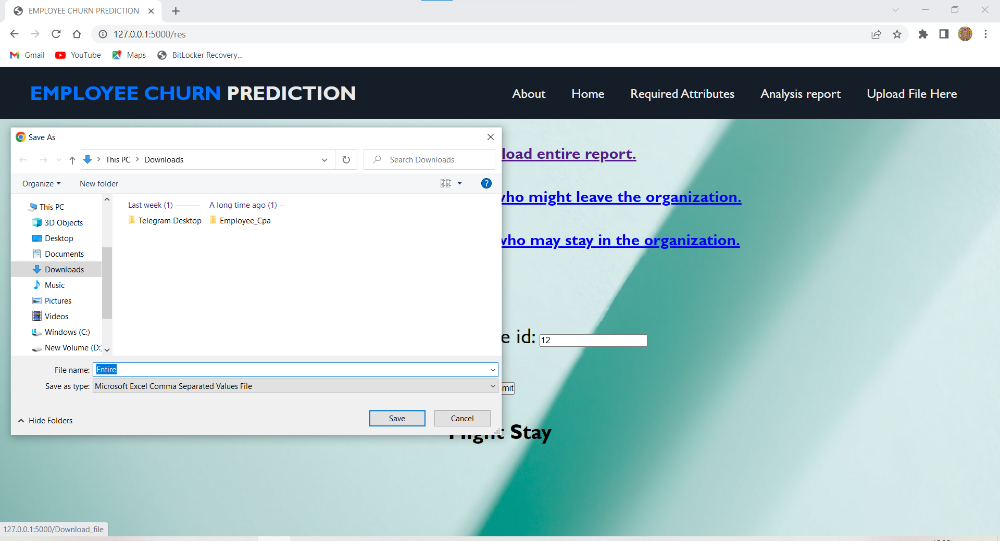 EMPLOYEE CHURN PREDICTION
127.0.0.1:5000/res
Gmail YouTube Maps BitLocker Recovery...
EMPLOYEE CHURN PREDICTION
About Home Required Attributes Analysis report Upload File Here
Save As
This PC Downloads
Search Downloads
Organize New folder
?
This PC
3D Objects
Desktop
Documents
Downloads
Music
Pictures
Videos
Windows (C:)
New Volume (D:
Last week (1) A long time ago (1)
Telegram Desktop Employee_Cpa
File name: Entire
Save as type: Microsoft Excel Comma Separated Values File
Hide Folders
Save Cancel
load entire report.
who might leave the organization.
who may stay in the organization.
e id: 12
mit
Stay
127.0.0.1:5000/Download_file